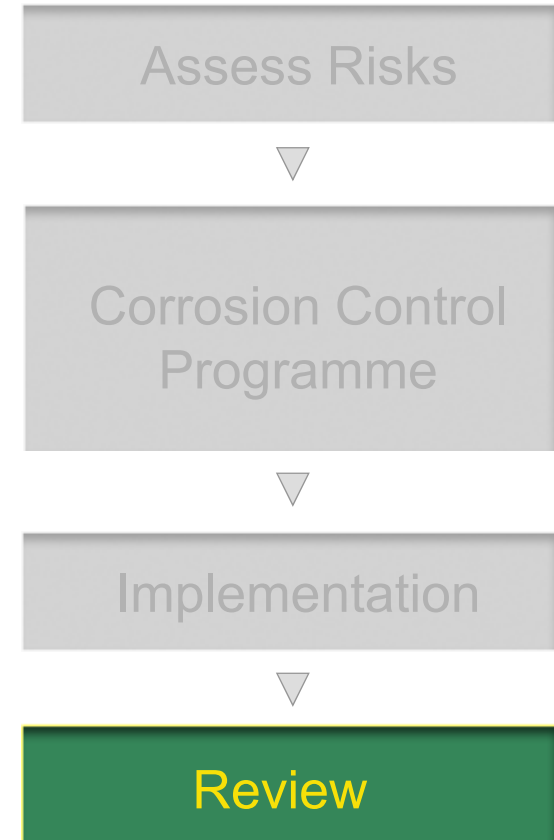 Assess Risks
Corrosion Control
Programme
Implementation
Review